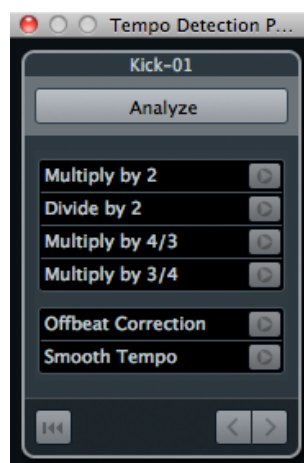 Tempo Detection P...
Kick-01
Analyze
Multiply by 2
Divide by 2
Multiply by 4/3
Multiply by 3/4
Offbeat Correction
Smooth Tempo